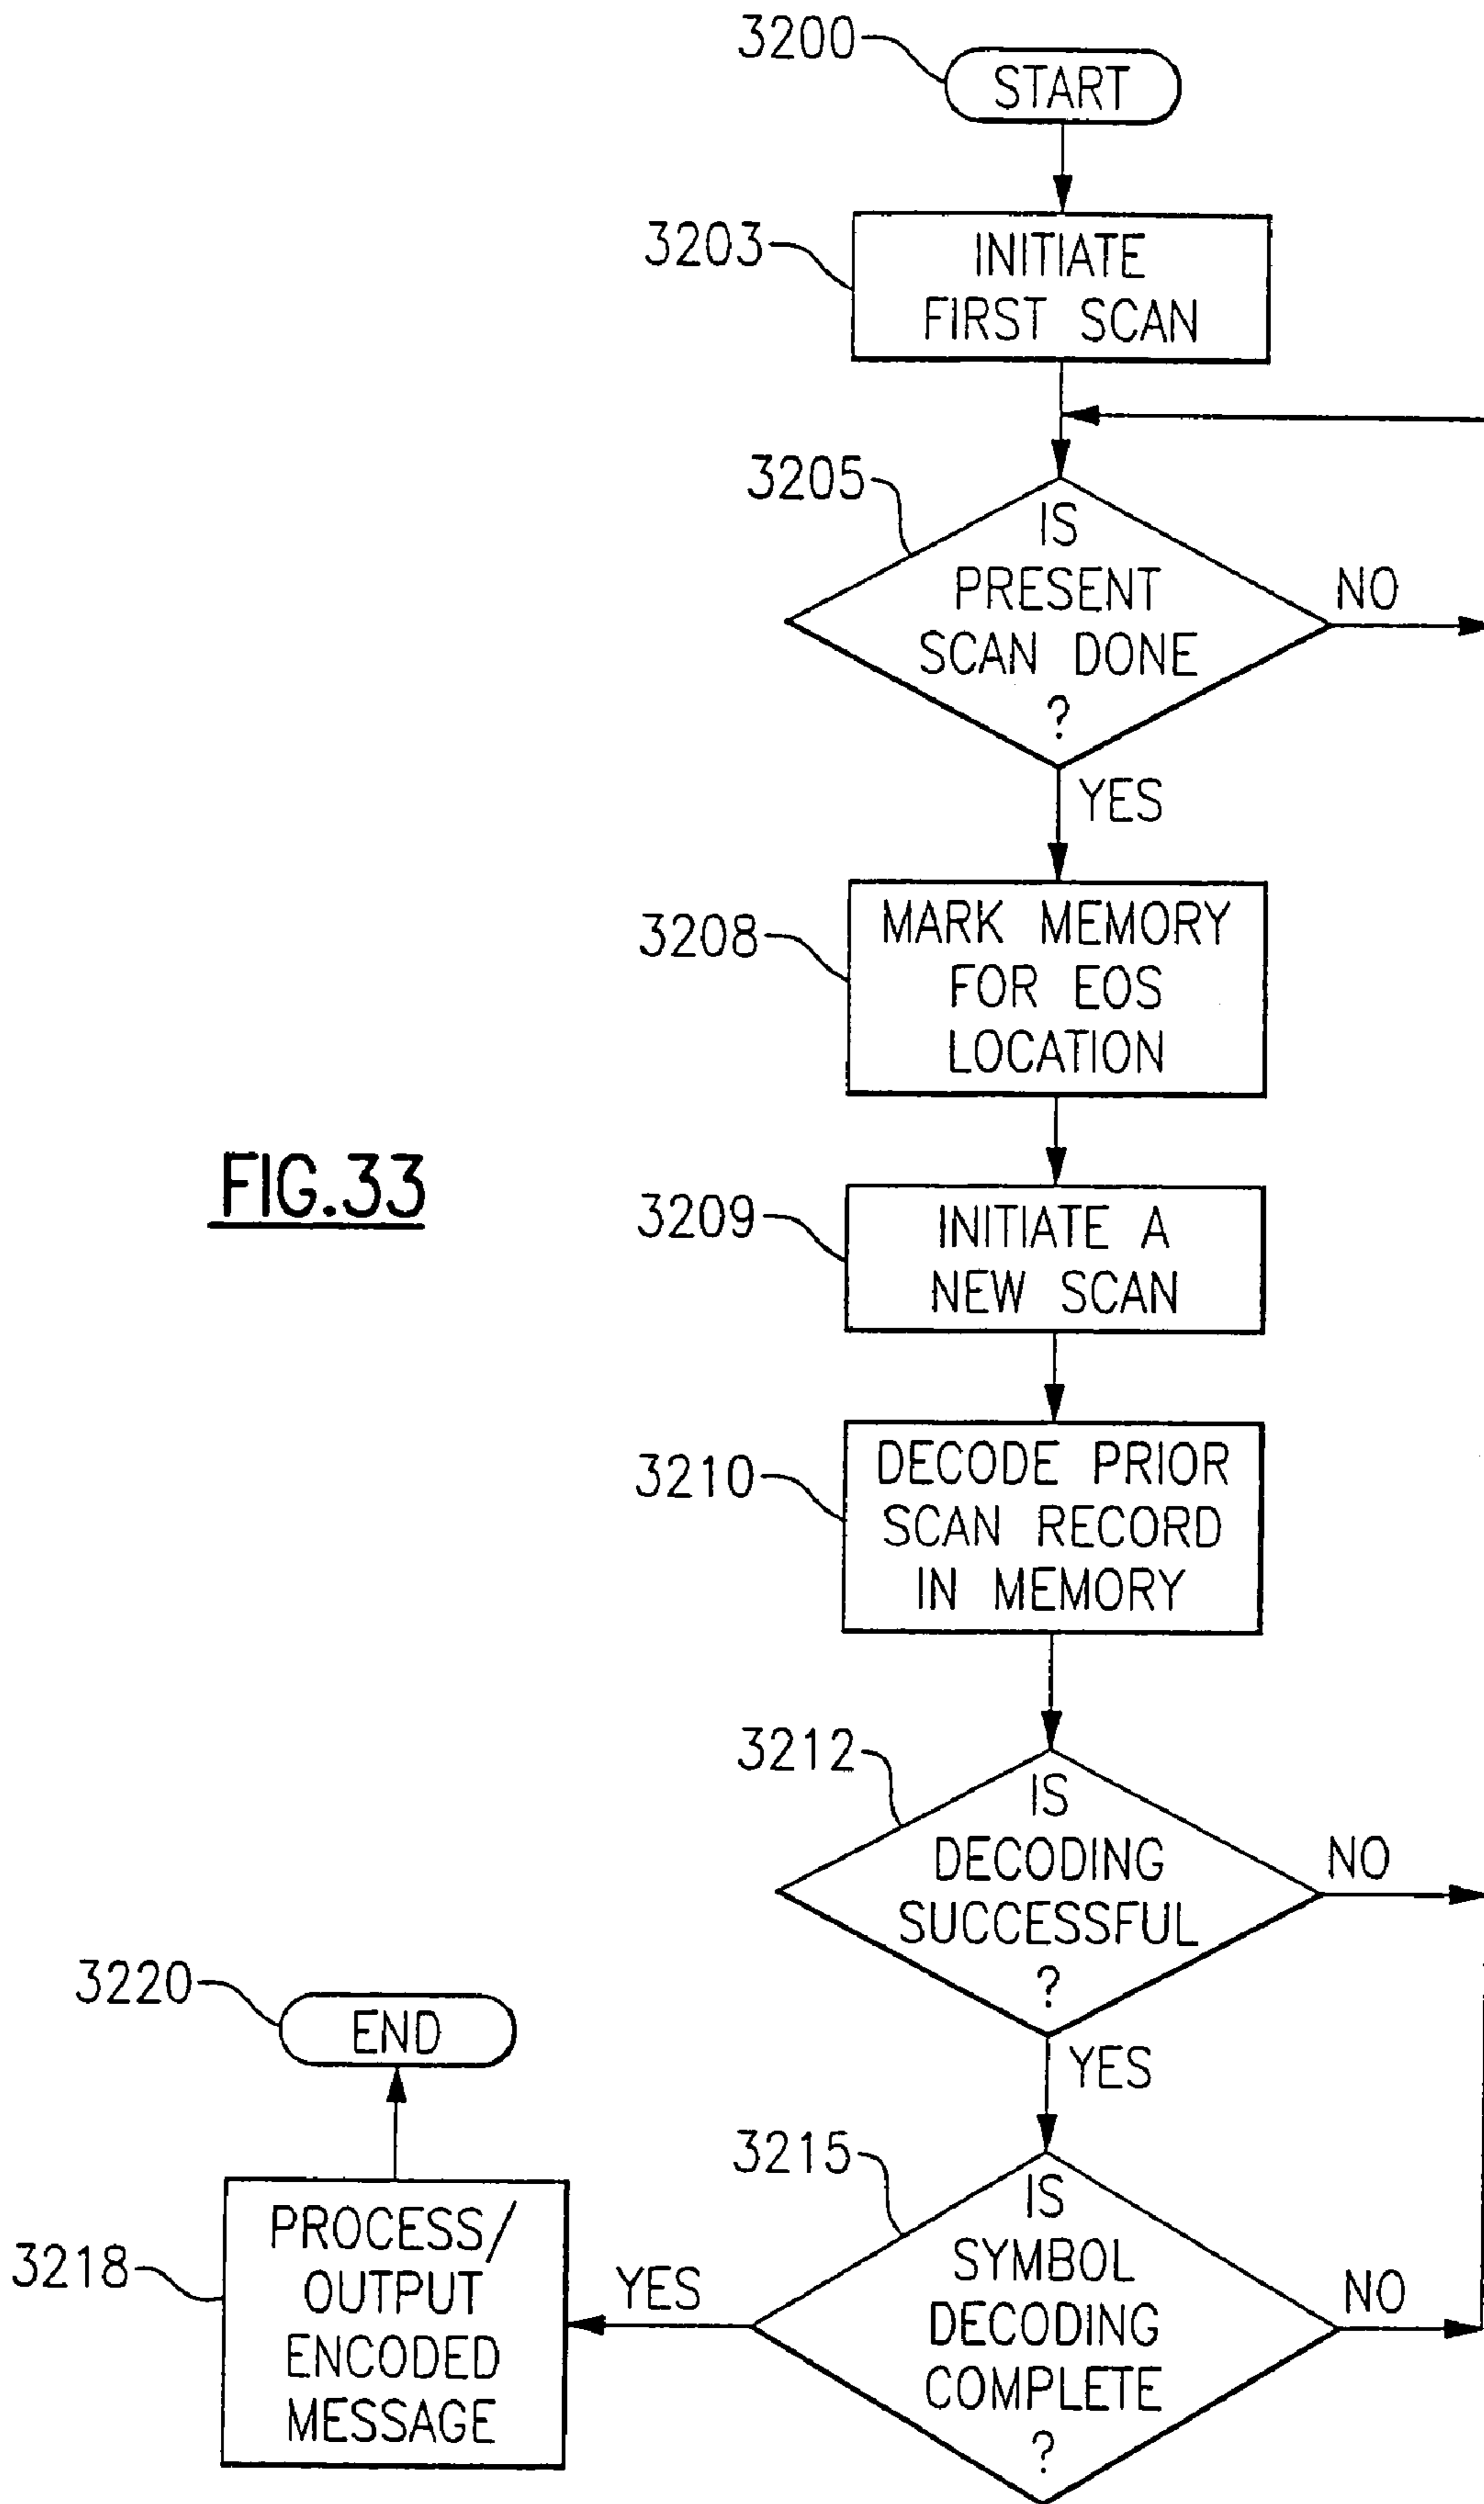 3200
START
3203
INITIATE
FIRST SCAN
3205
IS
PRESENT
SCAN DONE
?
NO
YES
3208
MARK MEMORY
FOR EOS
LOCATION
FIG.33
3209
INITIATE A
NEW SCAN
3210
DECODE PRIOR
SCAN RECORD
IN MEMORY
3212
IS
DECODING
SUCCESSFUL
?
NO
YES
3220
END
3215
IS
SYMBOL
DECODING
COMPLETE
?
NO
YES
3218
PROCESS/
OUTPUT
ENCODED
MESSAGE